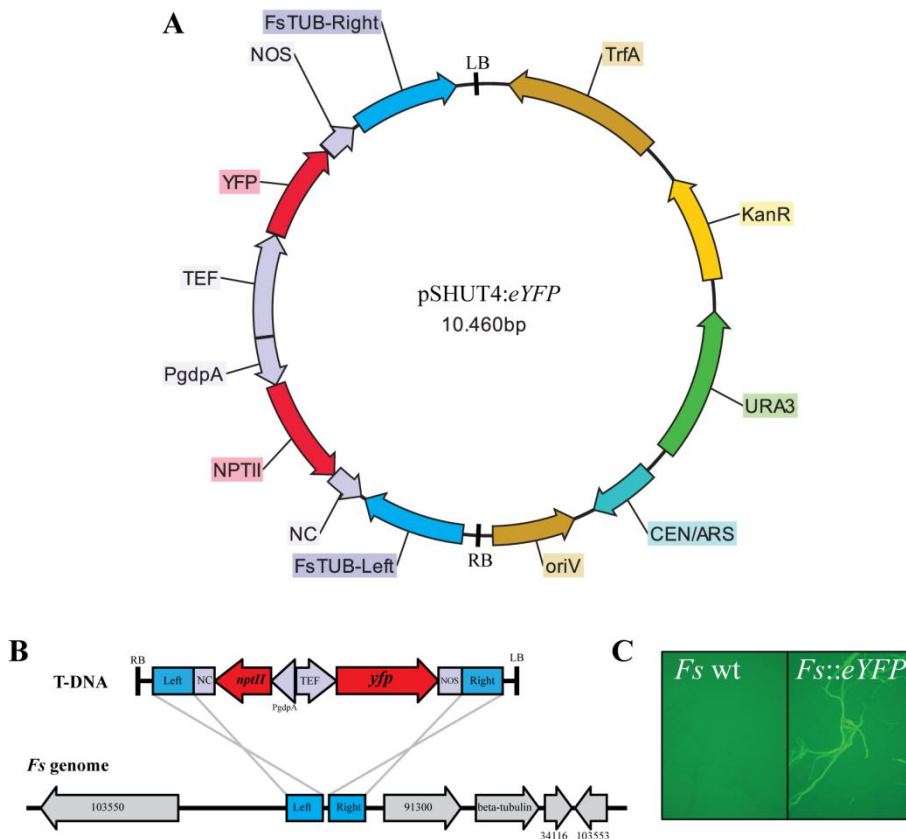 A
FsTUB-Right
LB
TrfA
NOS
YFP
KanR
TEF
pSHUT4:eYFP
10.460bp
PgdpA
URA3
NPTII
NC
CEN/ARS
FsTUB-Left
RB
oriV
B
RB
LB
T-DNA
Left
NC
nptII
TEF
yfp
NOS
Right
PgdpA
Fs genome
103550
Left
Right
91300
beta-tubulin
34116
103553
C
Fs wt
Fs::eYFP